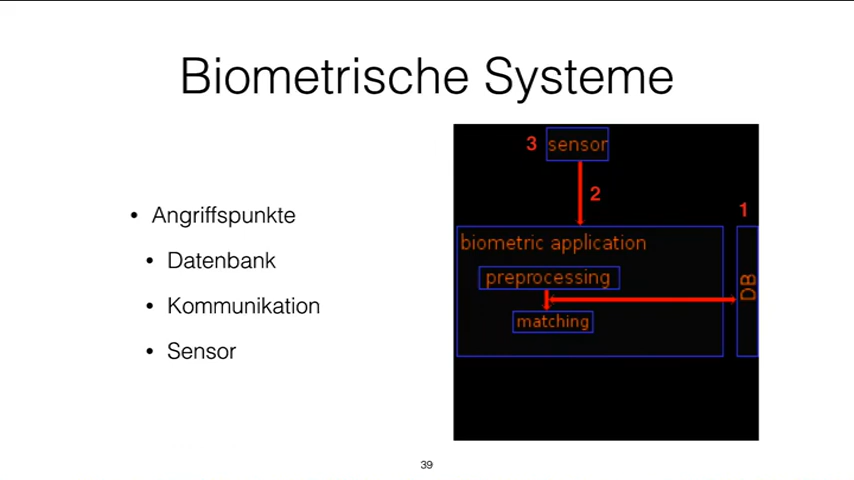 Biometrische Systeme
• Angriffspunkte
• Datenbank
• Kommunikation
• Sensor
3 sensor
2
1
biometric application
preprocessing
DB
matching
39